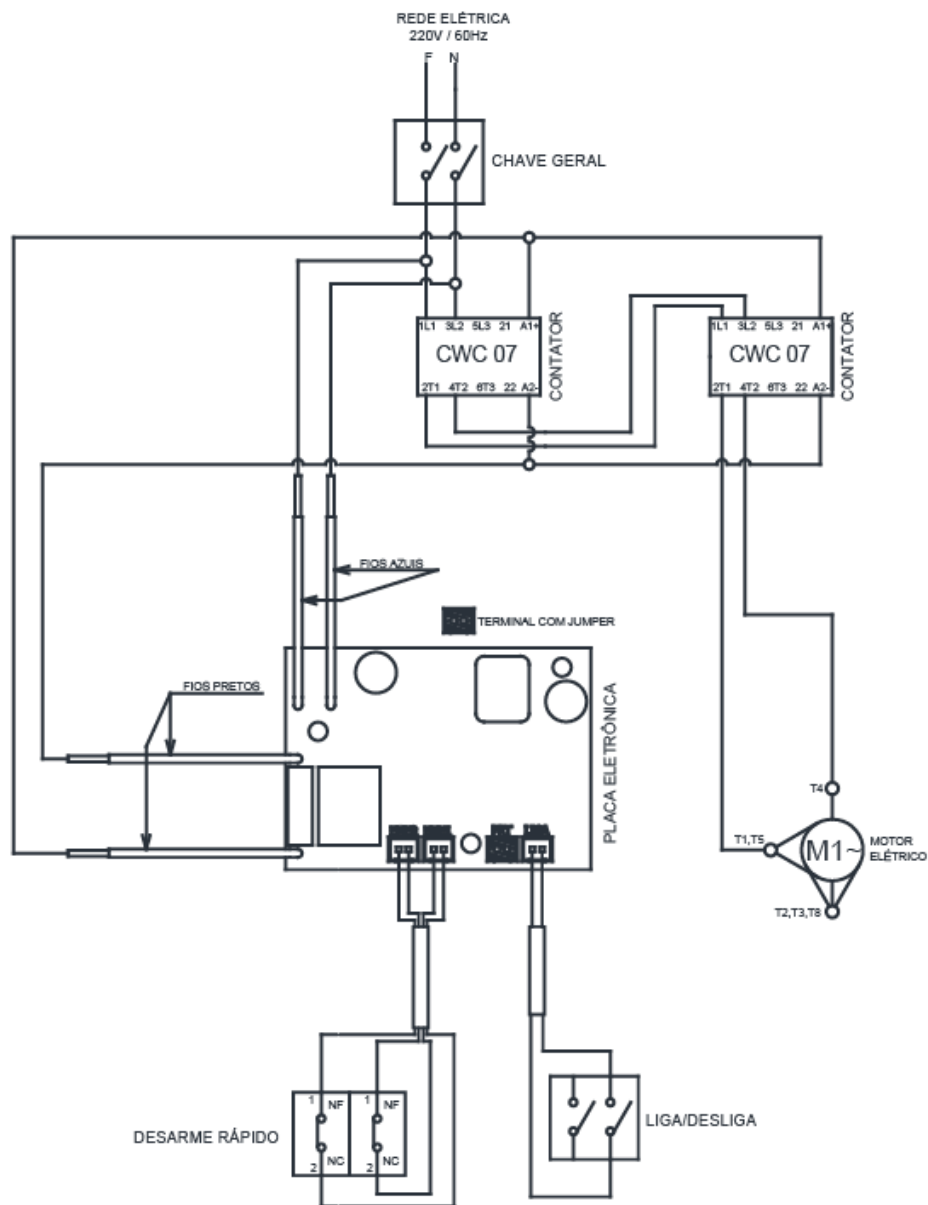 REDE ELÉTRICA
220V / 60Hz
F N
CHAVE GERAL
1L1 3L2 5L3 21 A1+
CWC 07
2T1 4T2 6T3 22 A2-
CONTATOR
1L1 3L2 5L3 21 A1+
CWC 07
2T1 4T2 6T3 22 A2-
CONTATOR
FIOS AZUIS
TERMINAL COM JUMPER
FIOS PRETOS
PLACA ELETRÔNICA
T4
T1,T5
M1~
MOTOR
ELÉTRICO
T2,T3,T8
DESARME RÁPIDO
1 NF
2 NC
1 NF
2 NC
LIGA/DESLIGA